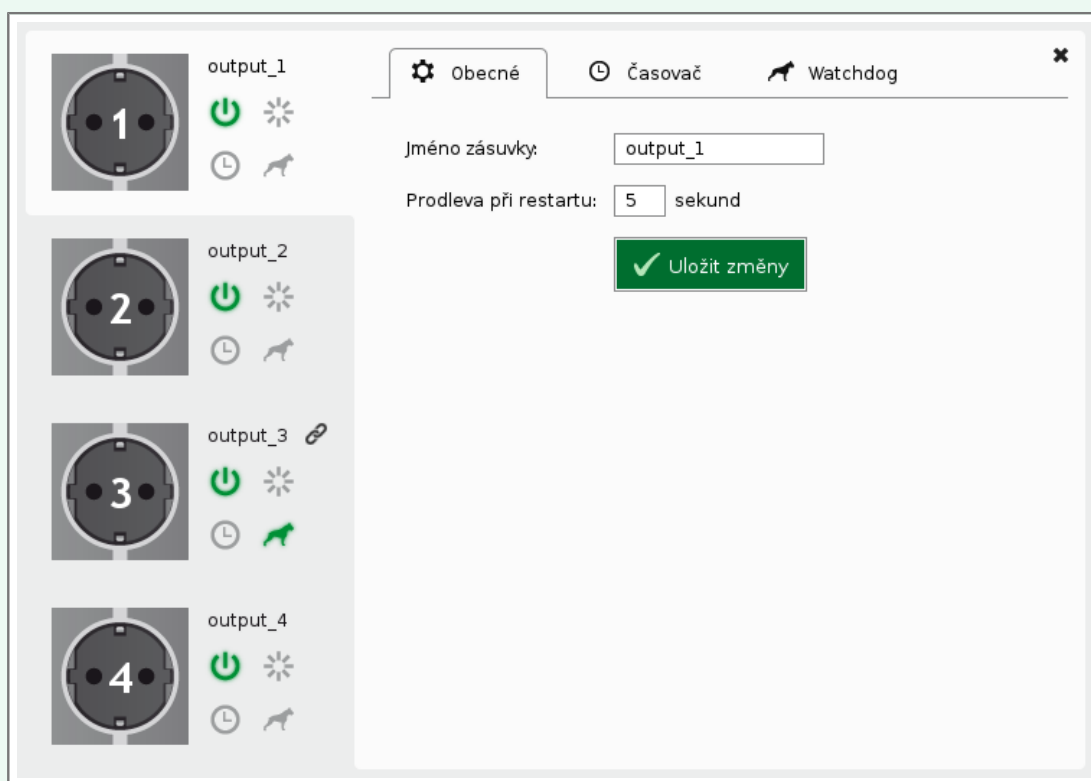 1
output_1
2
output_2
3
output_3
4
output_4
Obecné
Časovač
Watchdog
Jméno zásuvky:
output_1
Prodleva při restartu:
5
sekund
Uložit změny